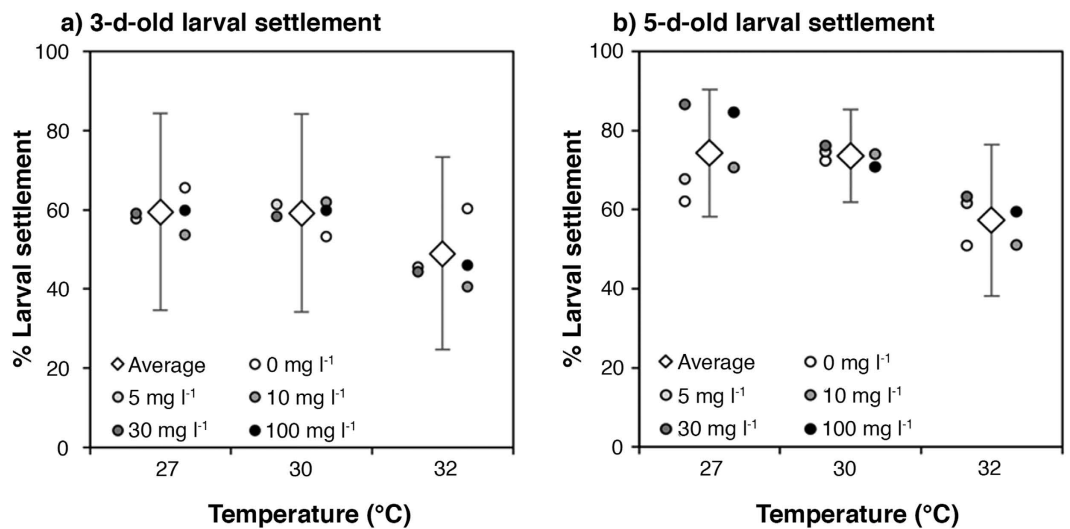 a) 3-d-old larval settlement
100
80
60
40
20
0
% Larval settlement
Average
0 mg l⁻¹
5 mg l⁻¹
10 mg l⁻¹
30 mg l⁻¹
100 mg l⁻¹
27
30
32
Temperature (°C)
b) 5-d-old larval settlement
100
80
60
40
20
0
% Larval settlement
Average
0 mg l⁻¹
5 mg l⁻¹
10 mg l⁻¹
30 mg l⁻¹
100 mg l⁻¹
27
30
32
Temperature (°C)